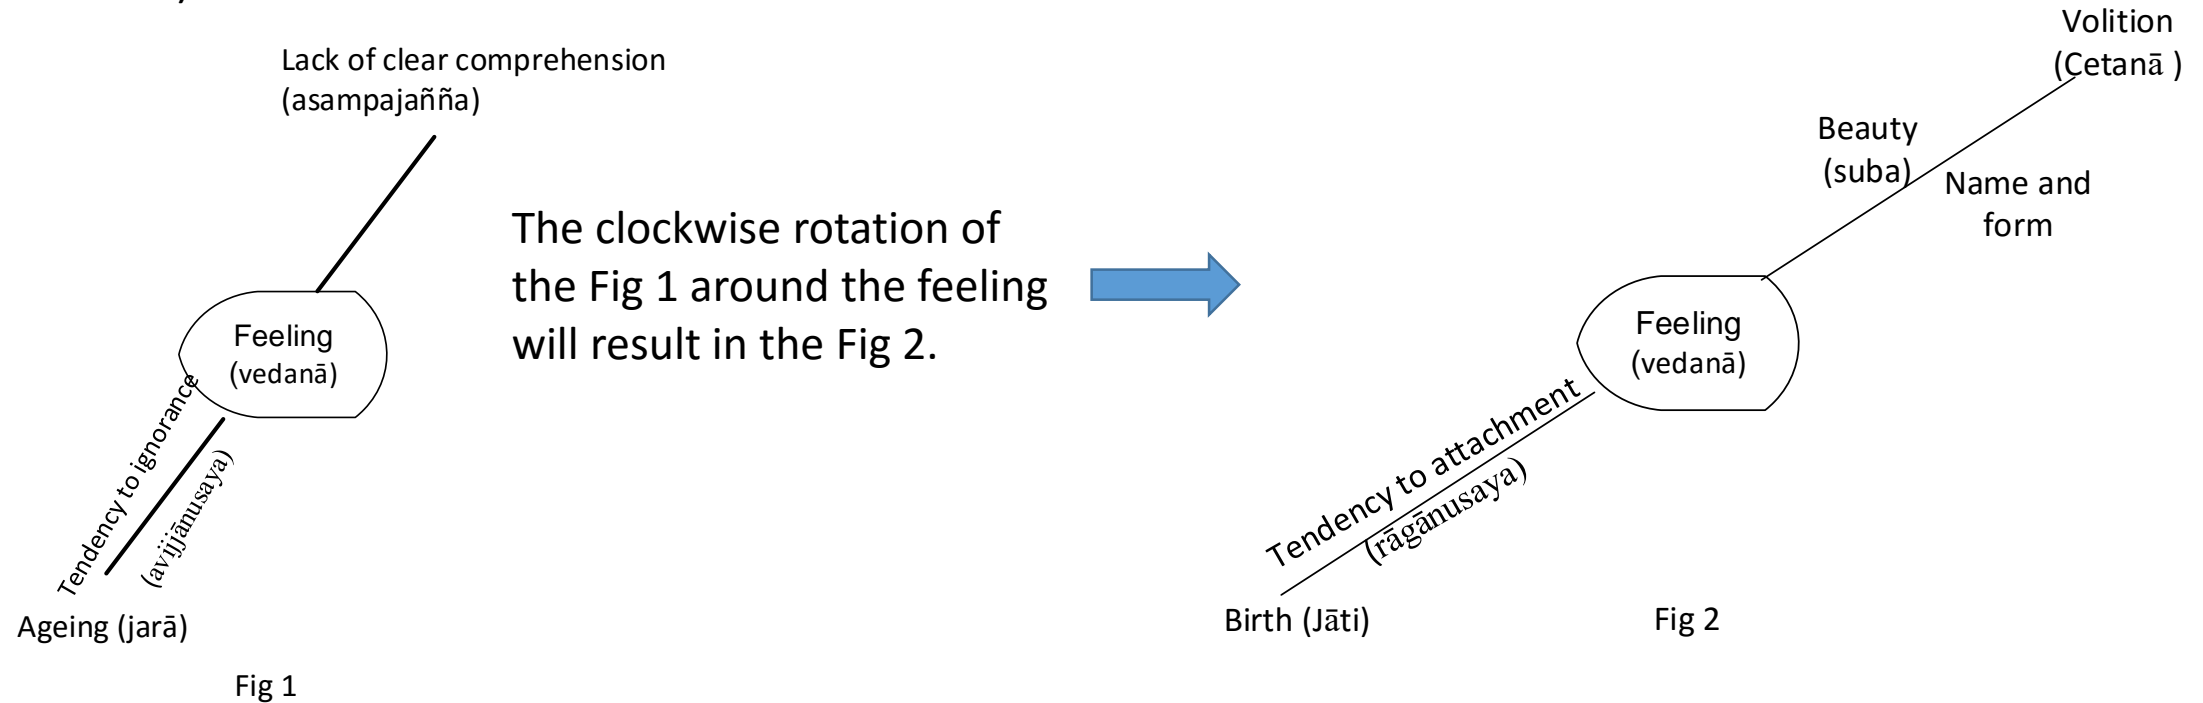 Lack of clear comprehension
(asampajañña)
Feeling
(vedanā)
Tendency to ignorance
(avijjānusaya)
Ageing (jarā)
Fig 1
The clockwise rotation of
the Fig 1 around the feeling
will result in the Fig 2.
Volition
(Cetanā )
Beauty
(suba)
Name and
form
Feeling
(vedanā)
Tendency to attachment
(rāgānusaya)
Birth (Jāti)
Fig 2